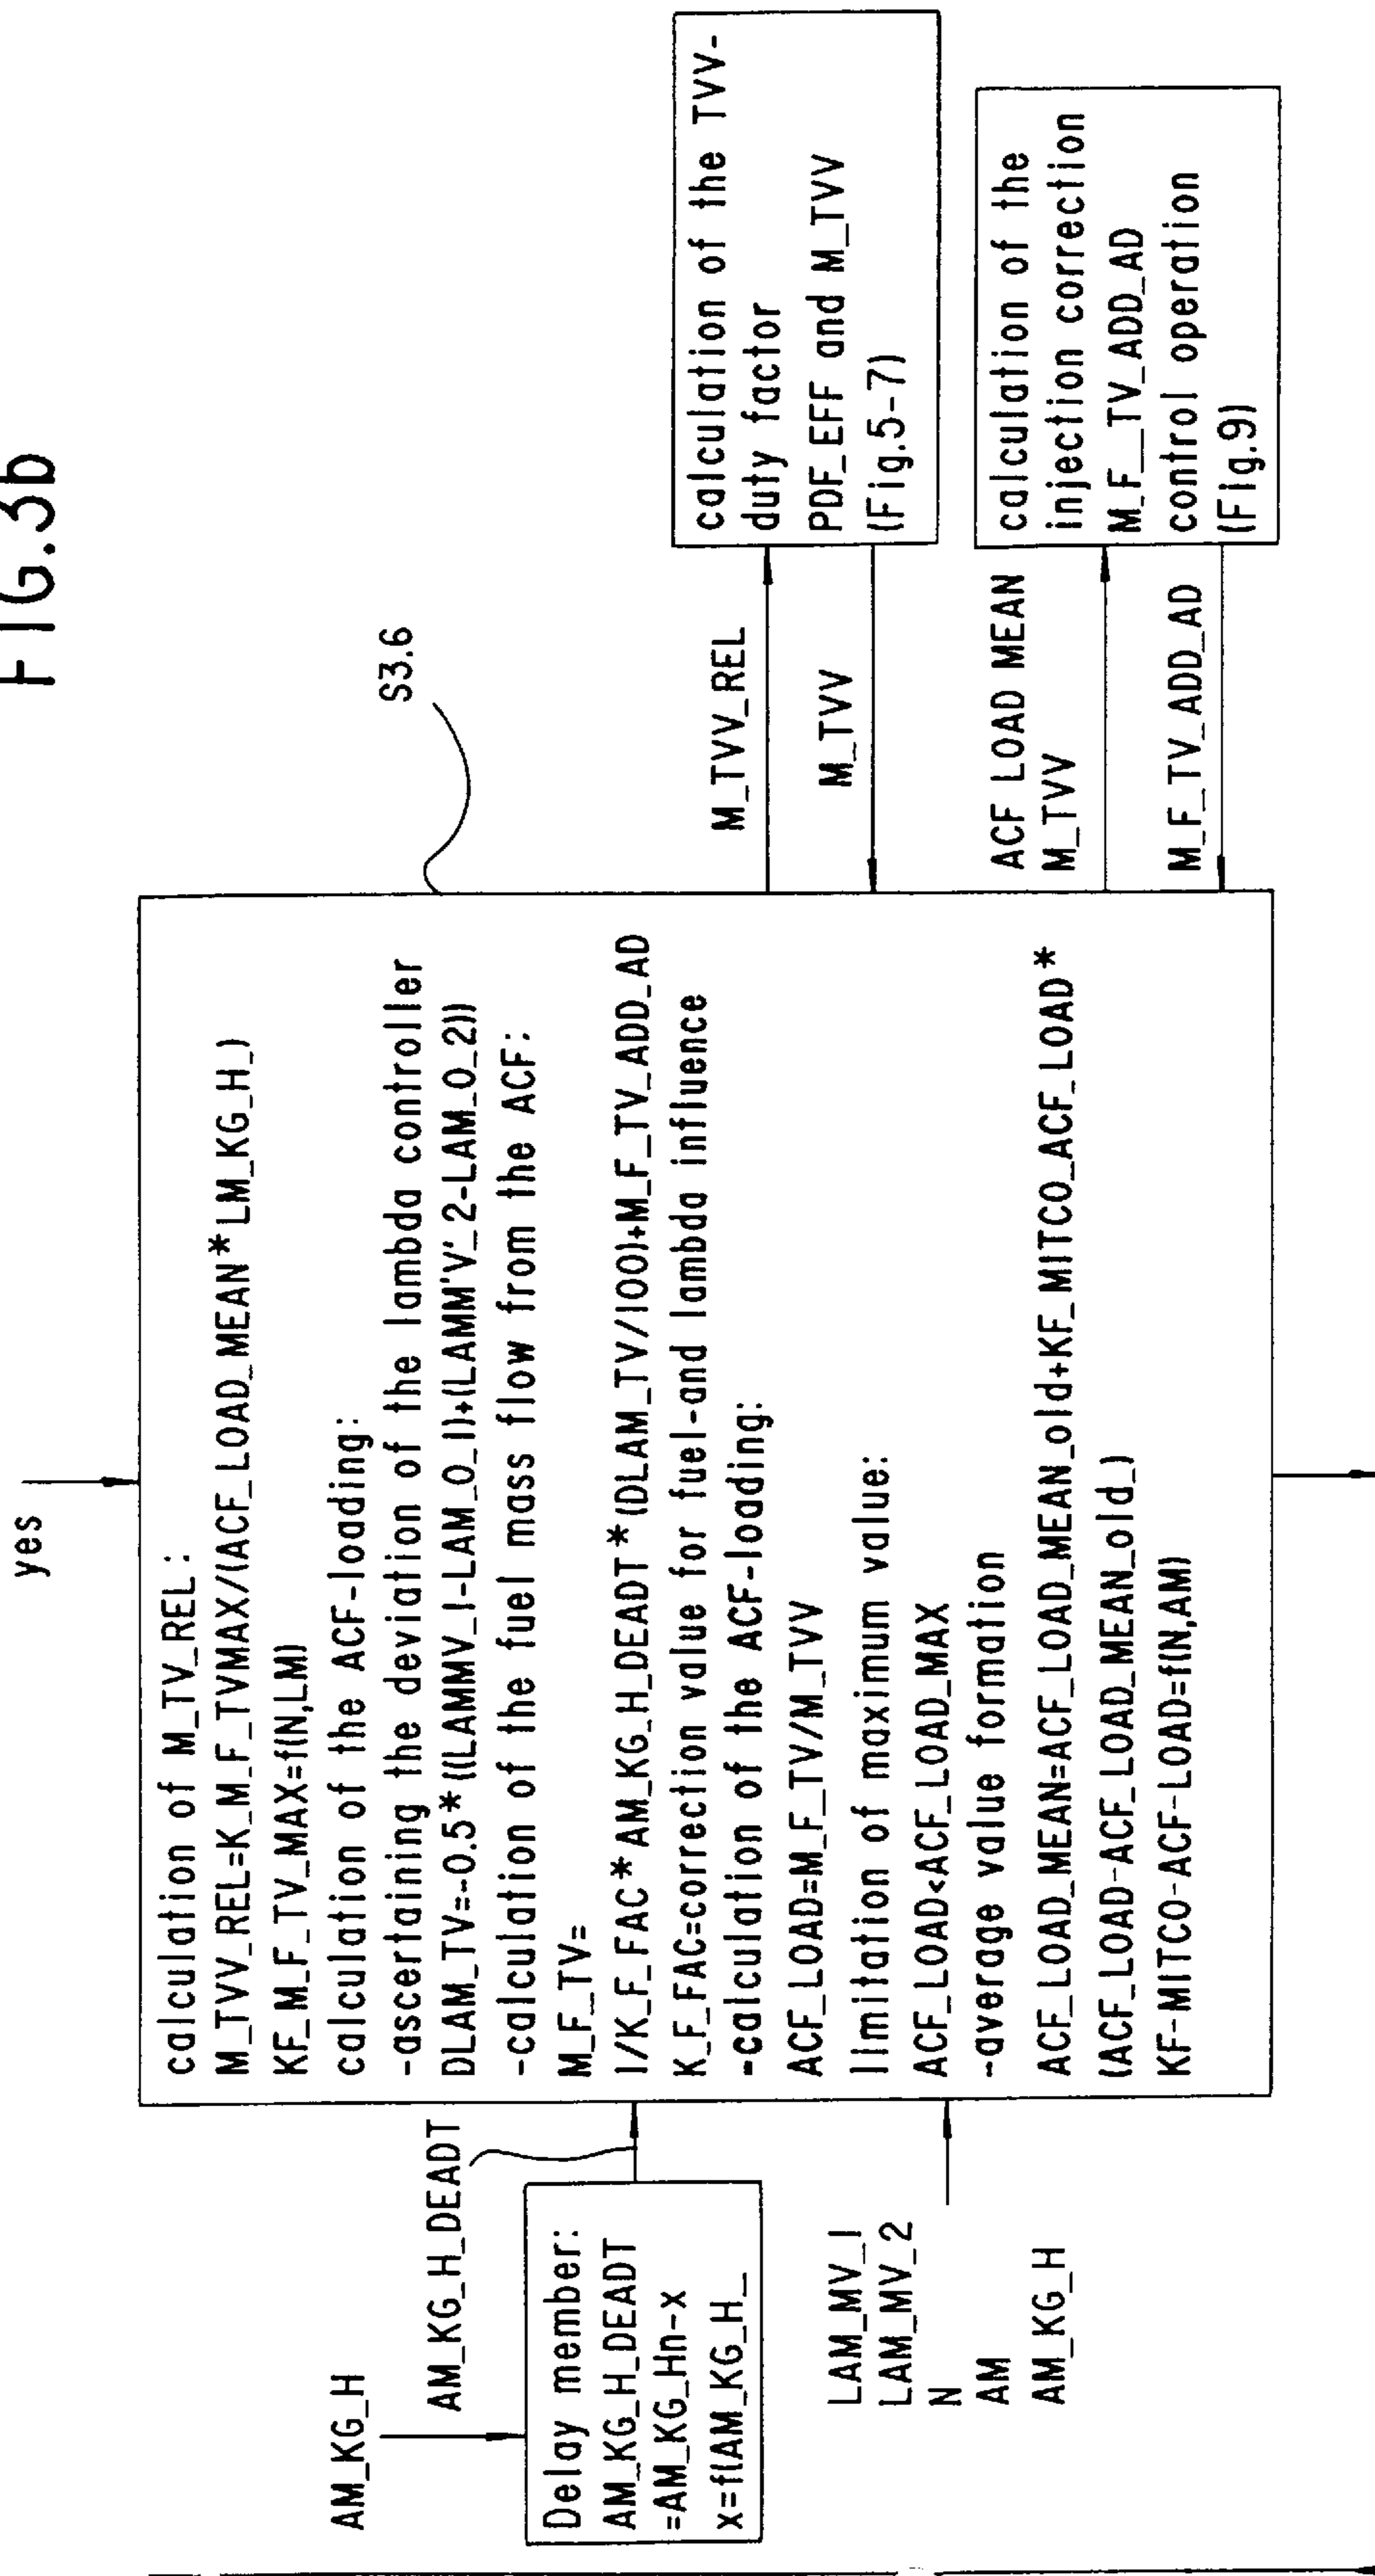 FIG.3b
yes
S3.6
calculation of M_TV_REL:
M_TVV_REL=K_M_F_TVMAX/(ACF_LOAD_MEAN*LM_KG_H_)
KF_M_F_TV_MAX=f(N,LM)
calculation of the ACF-loading:
-ascertaining the deviation of the lambda controller
DLAM_TV=-0.5*((LAMMV_1-LAM_0_1)+(LAMM'V'_2-LAM_0_2))
-calculation of the fuel mass flow from the ACF:
M_F_TV=
1/K_F_FAC*AM_KG_H_DEADT*(DLAM_TV/100)+M_F_TV_ADD_AD
K_F_FAC=correction value for fuel-and lambda influence
-calculation of the ACF-loading:
ACF_LOAD=M_F_TV/M_TVV
limitation of maximum value:
ACF_LOAD<ACF_LOAD_MAX
-average value formation
ACF_LOAD_MEAN=ACF_LOAD_MEAN_old+KF_MITCO_ACF_LOAD*
(ACF_LOAD-ACF_LOAD_MEAN_old_)
KF-MITCO-ACF-LOAD=f(N,AM)
AM_KG_H
AM_KG_H_DEADT
Delay member:
AM_KG_H_DEADT
=AM_KG_Hn-x
x=f(AM_KG_H_
LAM_MV_1
LAM_MV_2
N
AM
AM_KG_H
M_TVV_REL
M_TVV
calculation of the TVV-
duty factor
PDF_EFF and M_TVV
(Fig.5-7)
ACF LOAD MEAN
M_TVV
M_F_TV_ADD_AD
calculation of the
injection correction
M_F__TV_ADD_AD
control operation
(Fig.9)